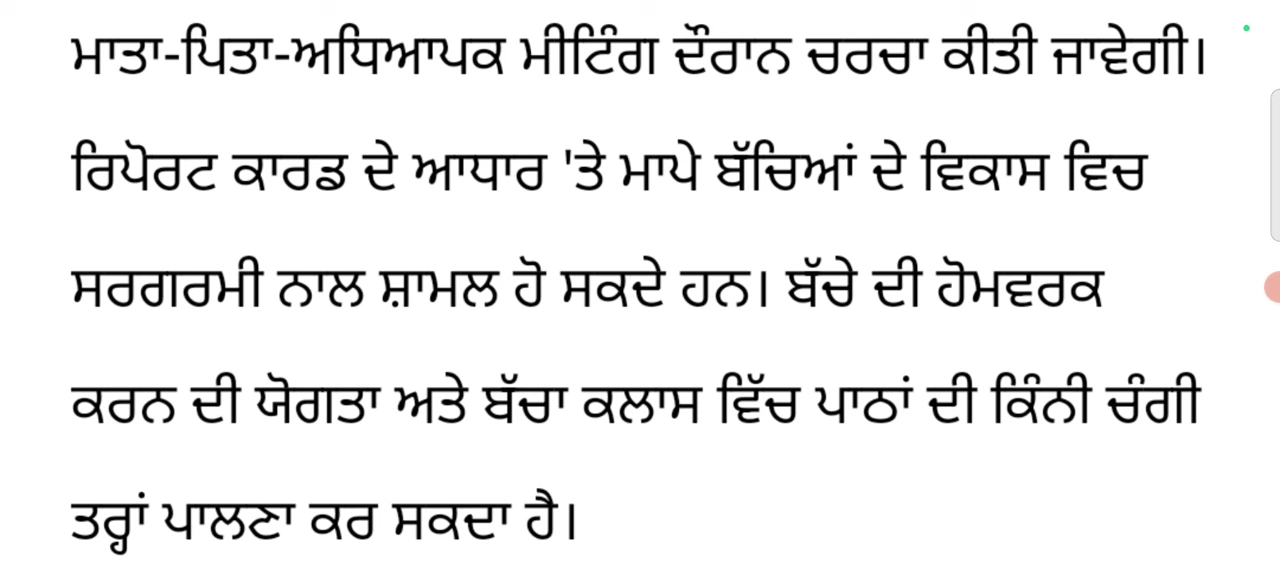 ਮਾਤਾ-ਪਿਤਾ-ਅਧਿਆਪਕ ਮੀਟਿੰਗ ਦੌਰਾਨ ਚਰਚਾ ਕੀਤੀ ਜਾਵੇਗੀ।
ਰਿਪੋਰਟ ਕਾਰਡ ਦੇ ਆਧਾਰ 'ਤੇ ਮਾਪੇ ਬੱਚਿਆਂ ਦੇ ਵਿਕਾਸ ਵਿਚ
ਸਰਗਰਮੀ ਨਾਲ ਸ਼ਾਮਲ ਹੋ ਸਕਦੇ ਹਨ। ਬੱਚੇ ਦੀ ਹੋਮਵਰਕ
ਕਰਨ ਦੀ ਯੋਗਤਾ ਅਤੇ ਬੱਚਾ ਕਲਾਸ ਵਿੱਚ ਪਾਠਾਂ ਦੀ ਕਿੰਨੀ ਚੰਗੀ
ਤਰ੍ਹਾਂ ਪਾਲਣਾ ਕਰ ਸਕਦਾ ਹੈ।